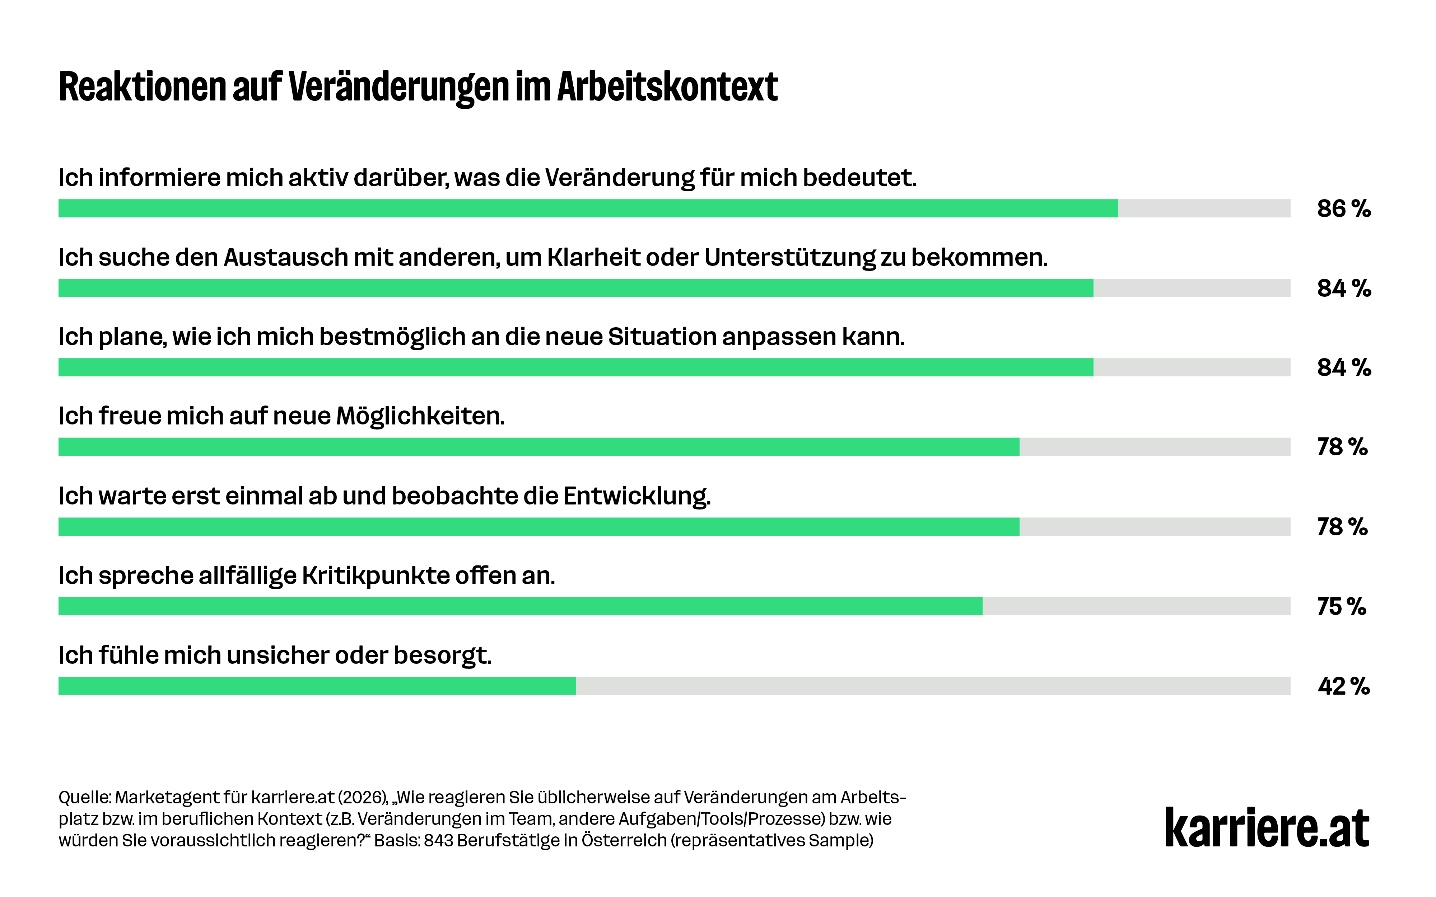 Reaktionen auf Veränderungen im Arbeitskontext
Ich informiere mich aktiv darüber, was die Veränderung für mich bedeutet.
86 %
Ich suche den Austausch mit anderen, um Klarheit oder Unterstützung zu bekommen.
84 %
Ich plane, wie ich mich bestmöglich an die neue Situation anpassen kann.
84 %
Ich freue mich auf neue Möglichkeiten.
78 %
Ich warte erst einmal ab und beobachte die Entwicklung.
78 %
Ich spreche allfällige Kritikpunkte offen an.
75 %
Ich fühle mich unsicher oder besorgt.
42 %
Quelle: Marketagent für karriere.at (2026), „Wie reagieren Sie üblicherweise auf Veränderungen am Arbeits-
platz bzw. im beruflichen Kontext (z.B. Veränderungen im Team, andere Aufgaben/Tools/Prozesse) bzw. wie
würden Sie voraussichtlich reagieren?“ Basis: 843 Berufstätige in Österreich (repräsentatives Sample)
karriere.at